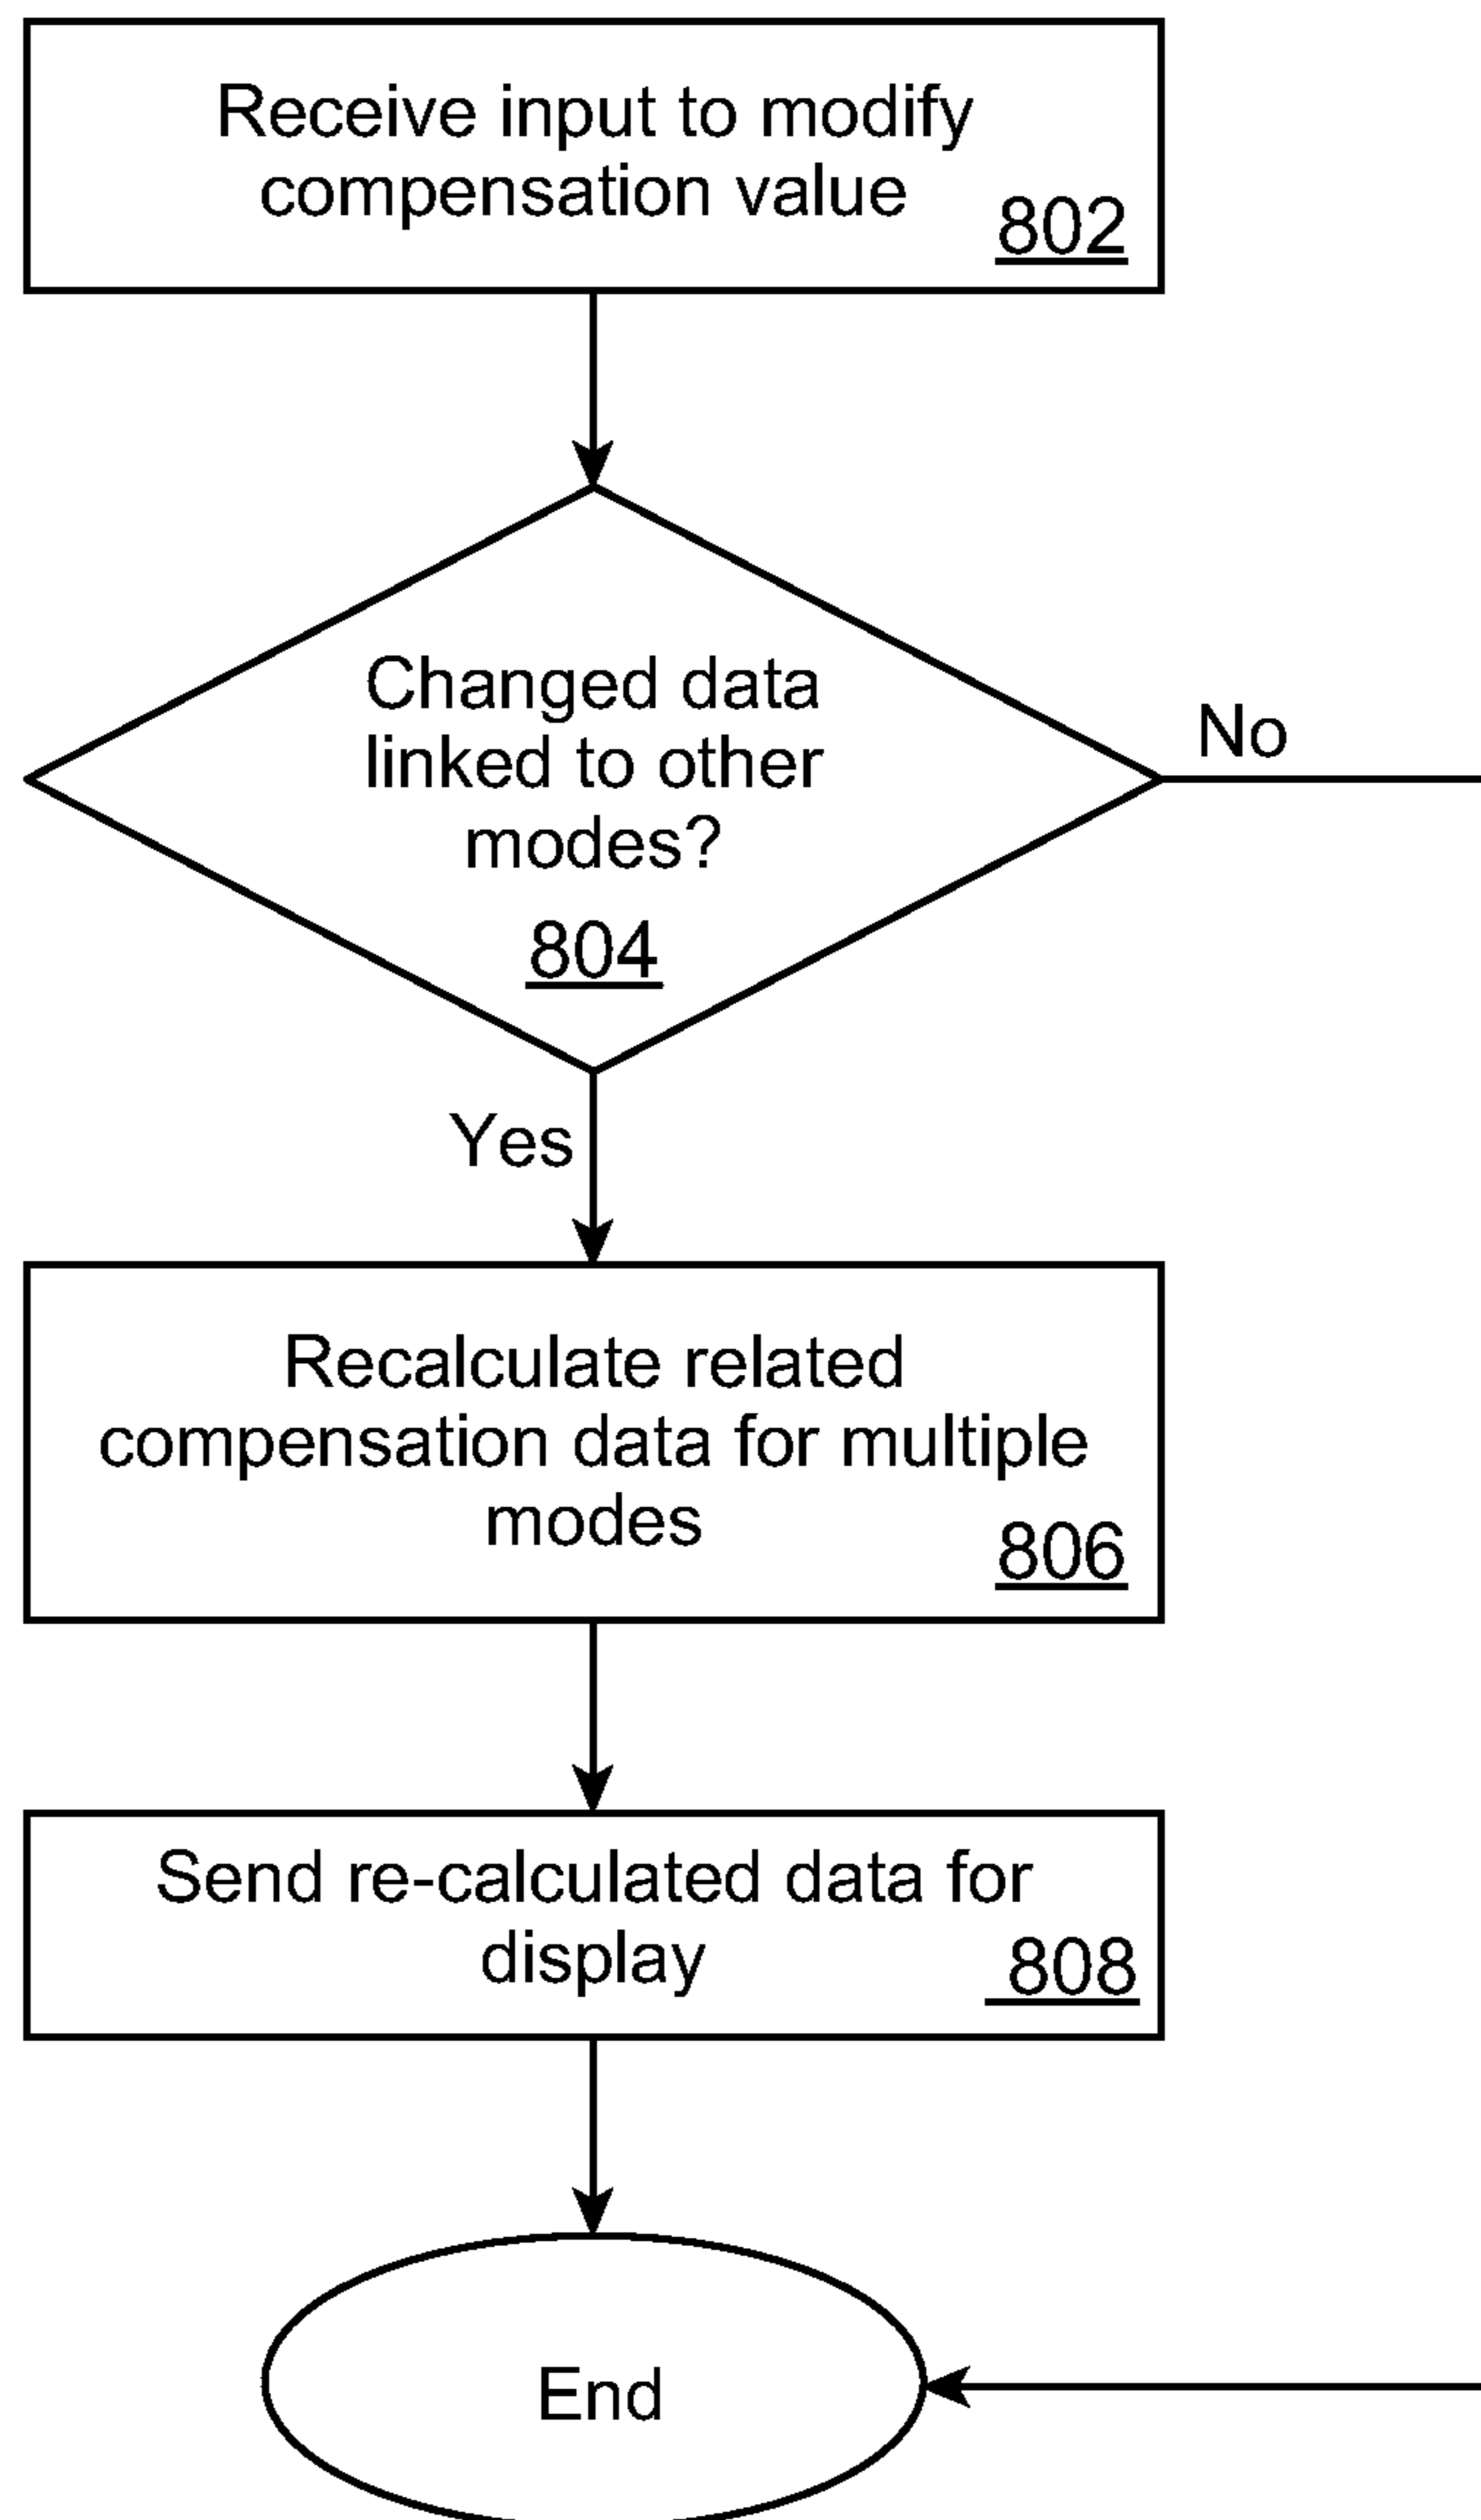 Receive input to modify
compensation value
802
Changed data
linked to other
modes?
804
No
Yes
Recalculate related
compensation data for multiple
modes
806
Send re-calculated data for
display
808
End